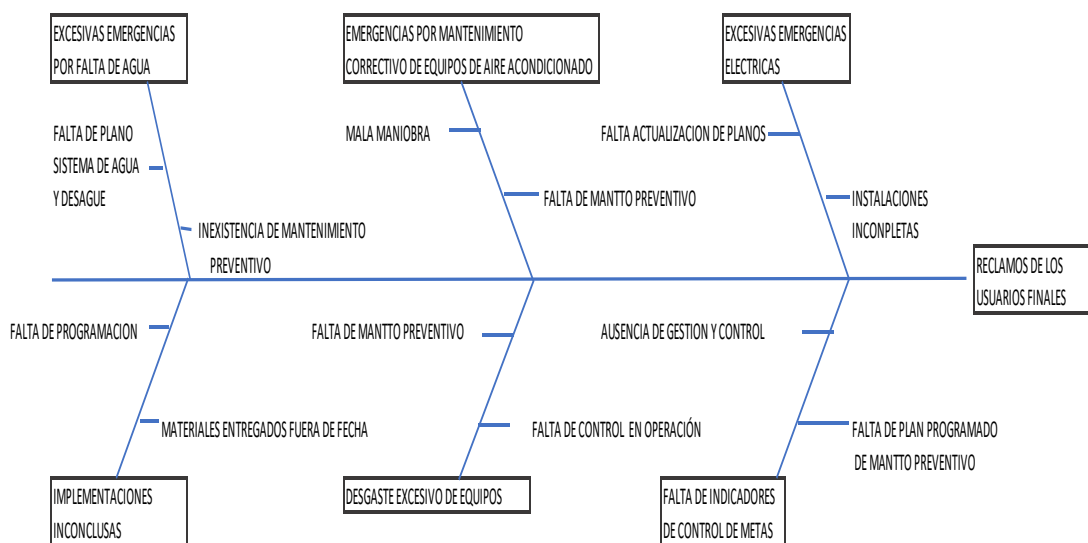 EXCESIVAS EMERGENCIAS
POR FALTA DE AGUA
EMERGENCIAS POR MANTENIMIENTO
CORRECTIVO DE EQUIPOS DE AIRE ACONDICIONADO
EXCESIVAS EMERGENCIAS
ELECTRICAS
FALTA DE PLANO
SISTEMA DE AGUA
Y DESAGUE
INEXISTENCIA DE MANTENIMIENTO
PREVENTIVO
MALA MANIOBRA
FALTA DE MANTTO PREVENTIVO
FALTA ACTUALIZACION DE PLANOS
INSTALACIONES
INCONPLETAS
RECLAMOS DE LOS
USUARIOS FINALES
FALTA DE PROGRAMACION
MATERIALES ENTREGADOS FUERA DE FECHA
FALTA DE MANTTO PREVENTIVO
FALTA DE CONTROL EN OPERACIÓN
AUSENCIA DE GESTION Y CONTROL
FALTA DE PLAN PROGRAMADO
DE MANTTO PREVENTIVO
IMPLEMENTACIONES
INCONCLUSAS
DESGASTE EXCESIVO DE EQUIPOS
FALTA DE INDICADORES
DE CONTROL DE METAS